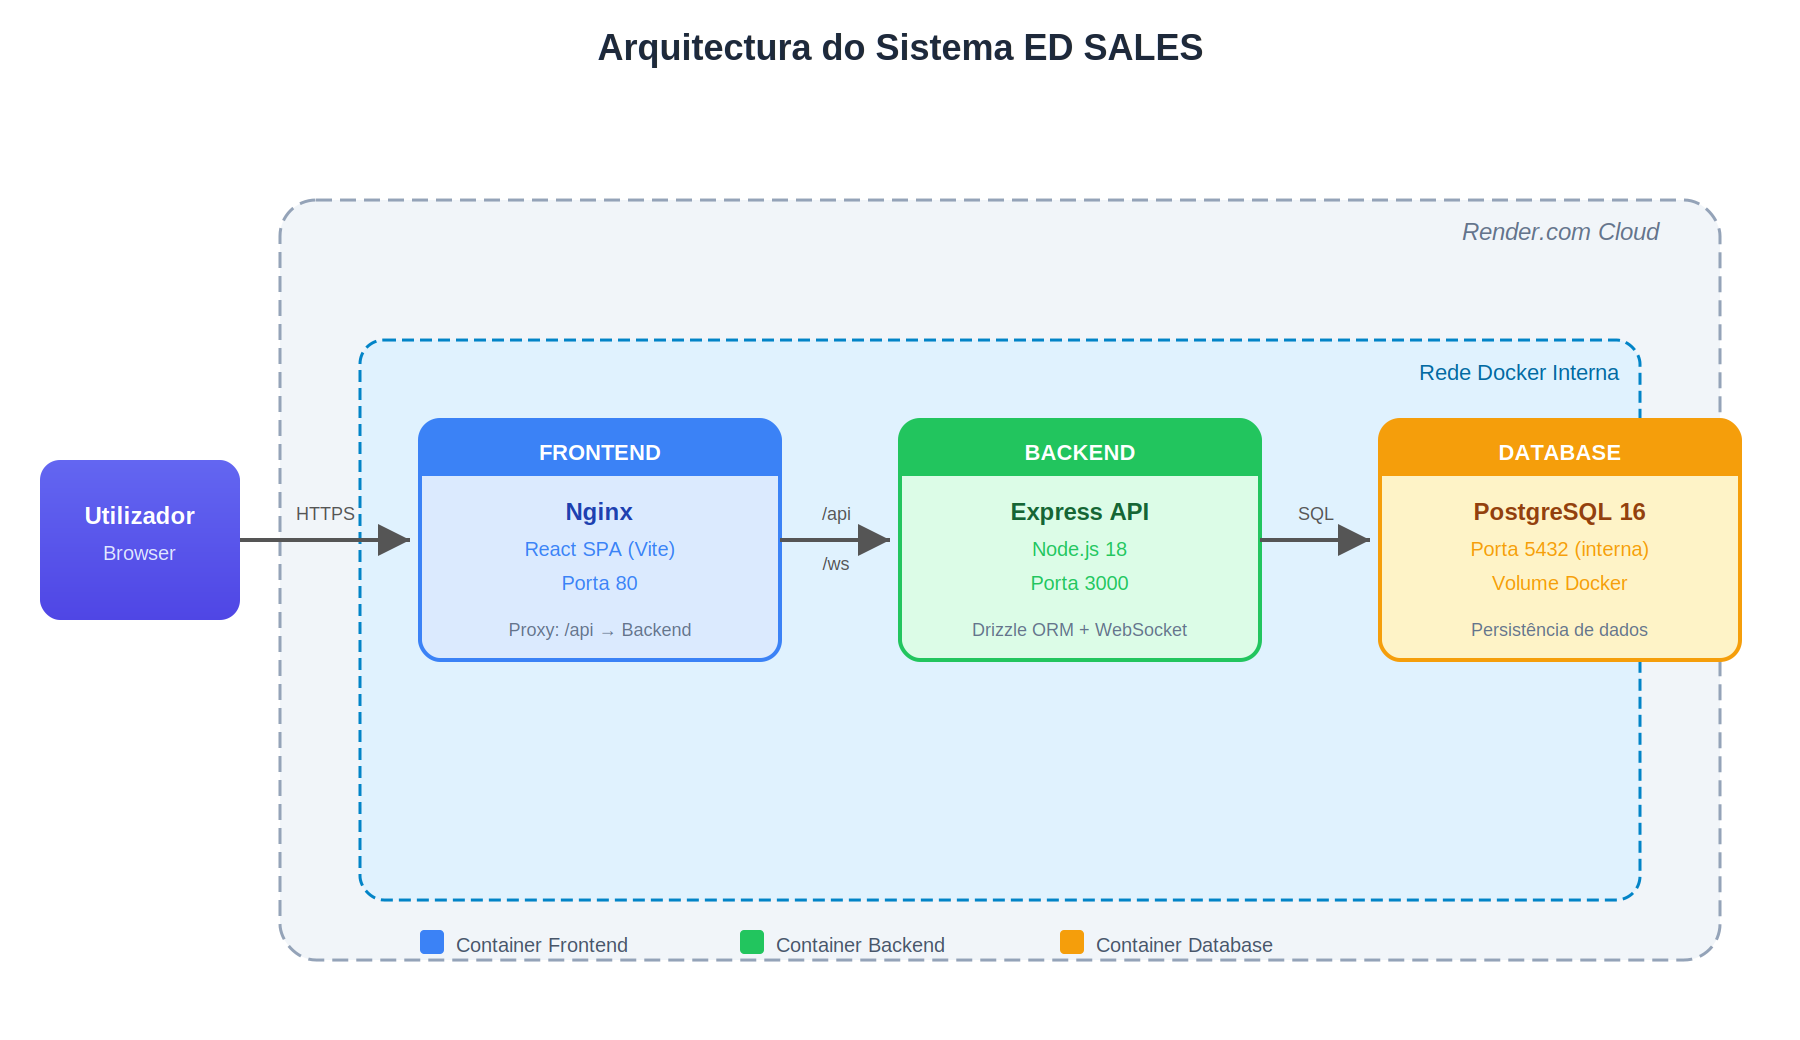 Arquitectura do Sistema ED SALES
Render.com Cloud
Rede Docker Interna
Utilizador
Browser
HTTPS
FRONTEND
Nginx
React SPA (Vite)
Porta 80
Proxy: /api → Backend
/api
/ws
BACKEND
Express API
Node.js 18
Porta 3000
Drizzle ORM + WebSocket
SQL
DATABASE
PostgreSQL 16
Porta 5432 (interna)
Volume Docker
Persistência de dados
Container Frontend
Container Backend
Container Database